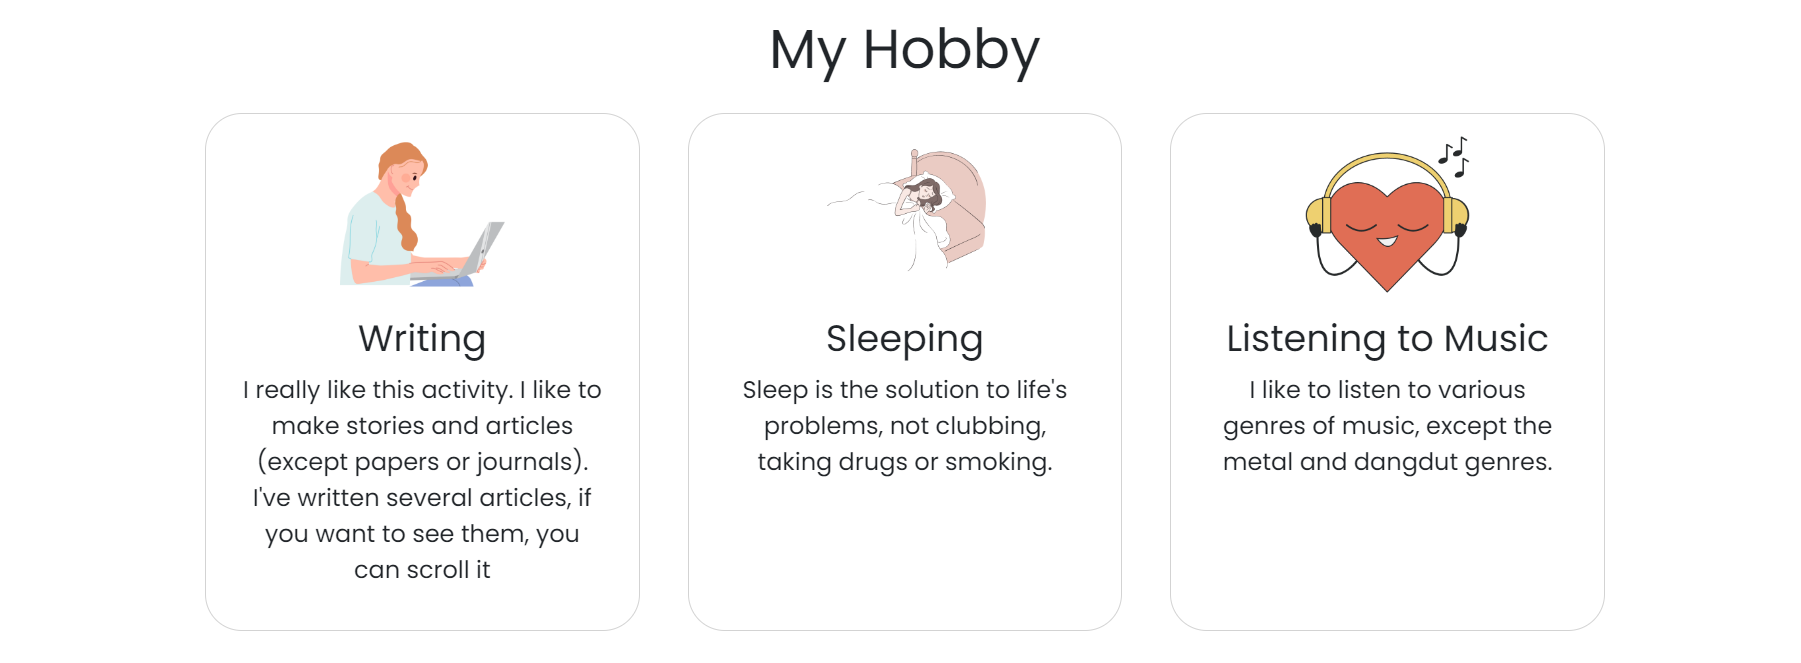 My Hobby
Writing
I really like this activity. I like to
make stories and articles
(except papers or journals).
I've written several articles, if
you want to see them, you
can scroll it
Sleeping
Sleep is the solution to life's
problems, not clubbing,
taking drugs or smoking.
Listening to Music
I like to listen to various
genres of music, except the
metal and dangdut genres.